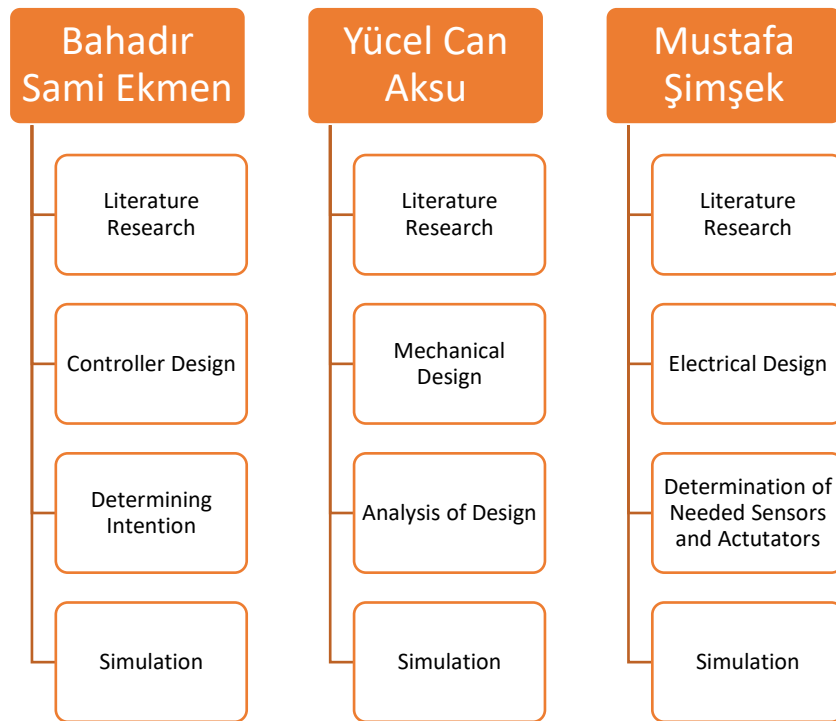 Bahadır
Sami Ekmen
Literature
Research
Controller Design
Determining
Intention
Simulation
Yücel Can
Aksu
Literature
Research
Mechanical
Design
Analysis of Design
Simulation
Mustafa
Şimşek
Literature
Research
Electrical Design
Determination of
Needed Sensors
and Actutators
Simulation